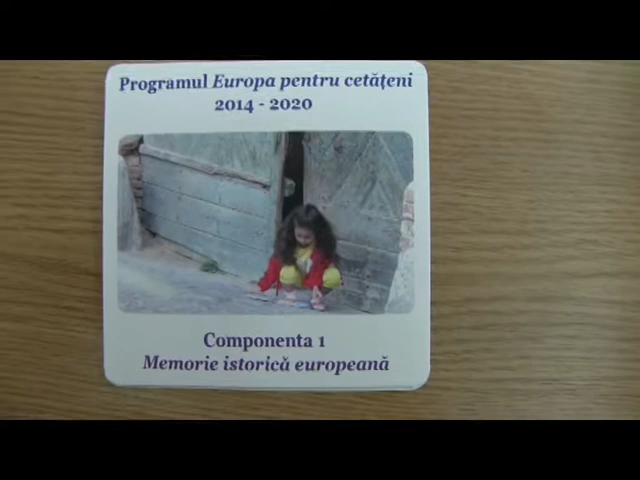 Programul Europa pentru cetățeni
2014 - 2020
Componenta 1
Memorie istorică europeană